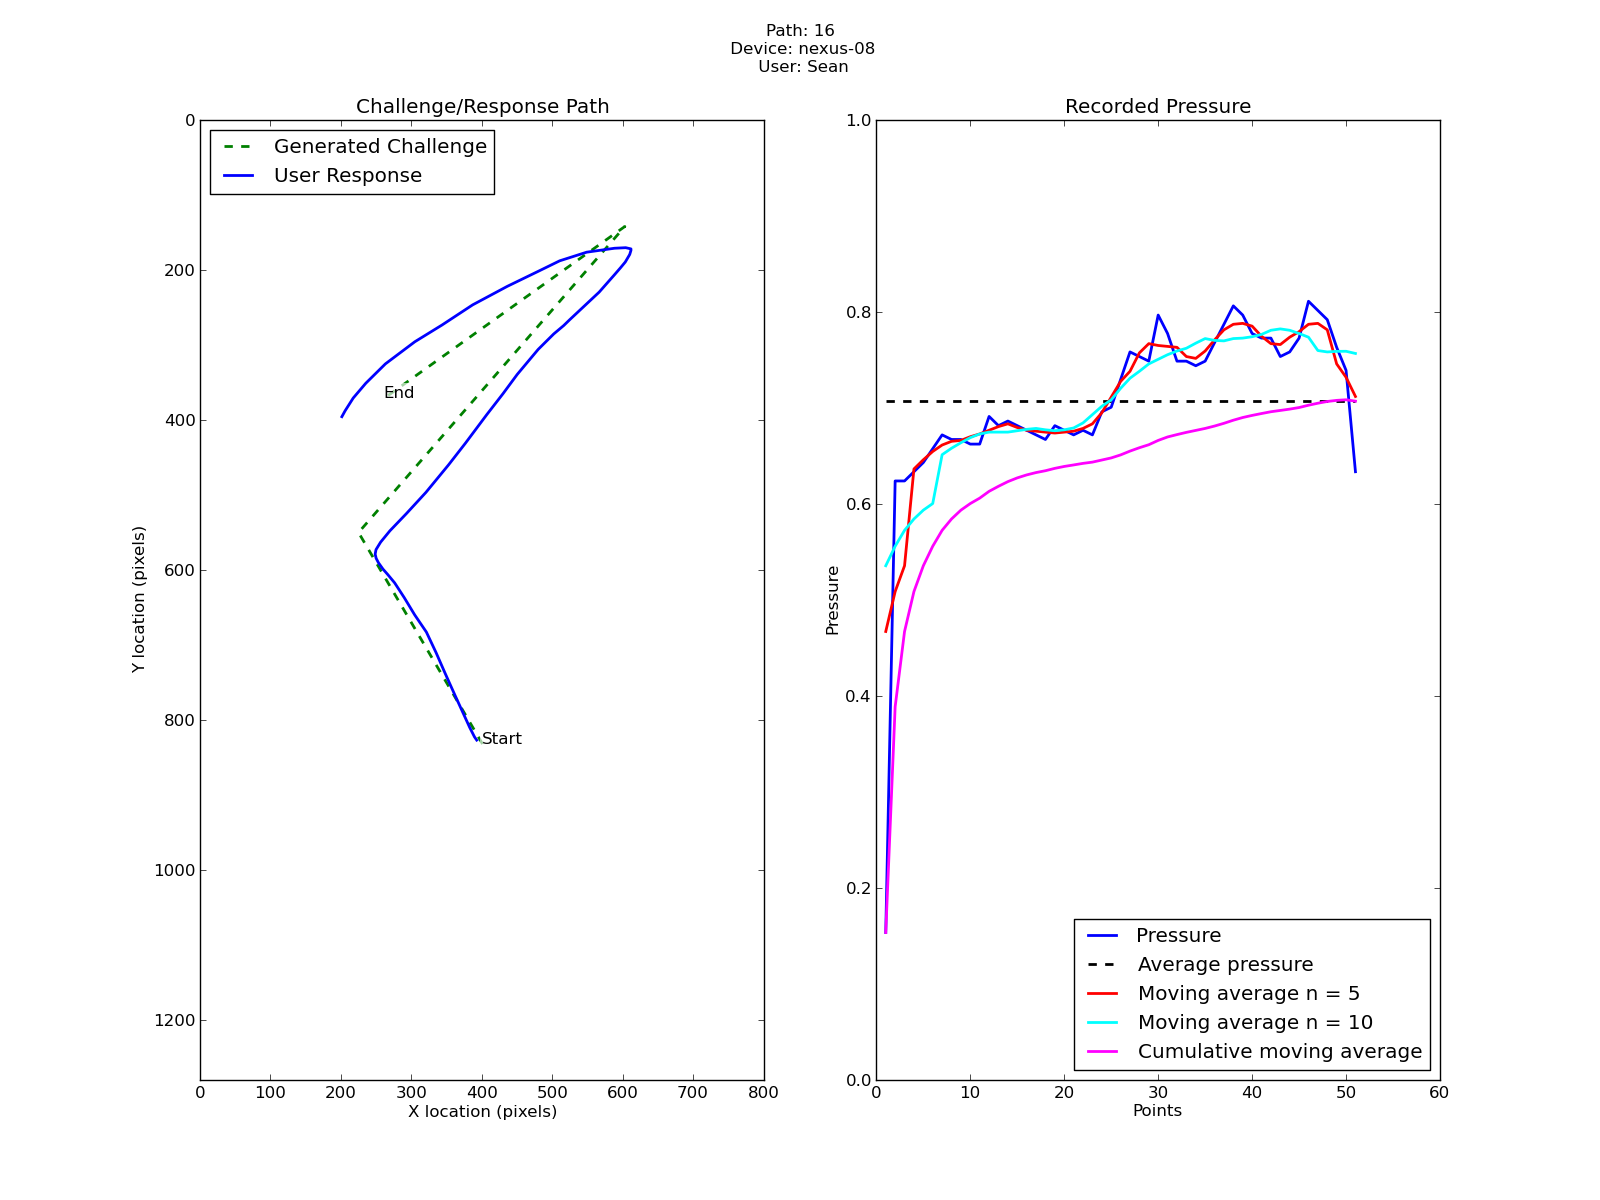 Path: 16
Device: nexus-08
User: Sean
Challenge/Response Path
0
200
400
600
800
1000
1200
Y location (pixels)
Generated Challenge
User Response
End
Start
0 100 200 300 400 500 600 700 800
X location (pixels)
Recorded Pressure
1.0
0.8
0.6
0.4
0.2
0.0
Pressure
Pressure
Average pressure
Moving average n = 5
Moving average n = 10
Cumulative moving average
0 10 20 30 40 50 60
Points